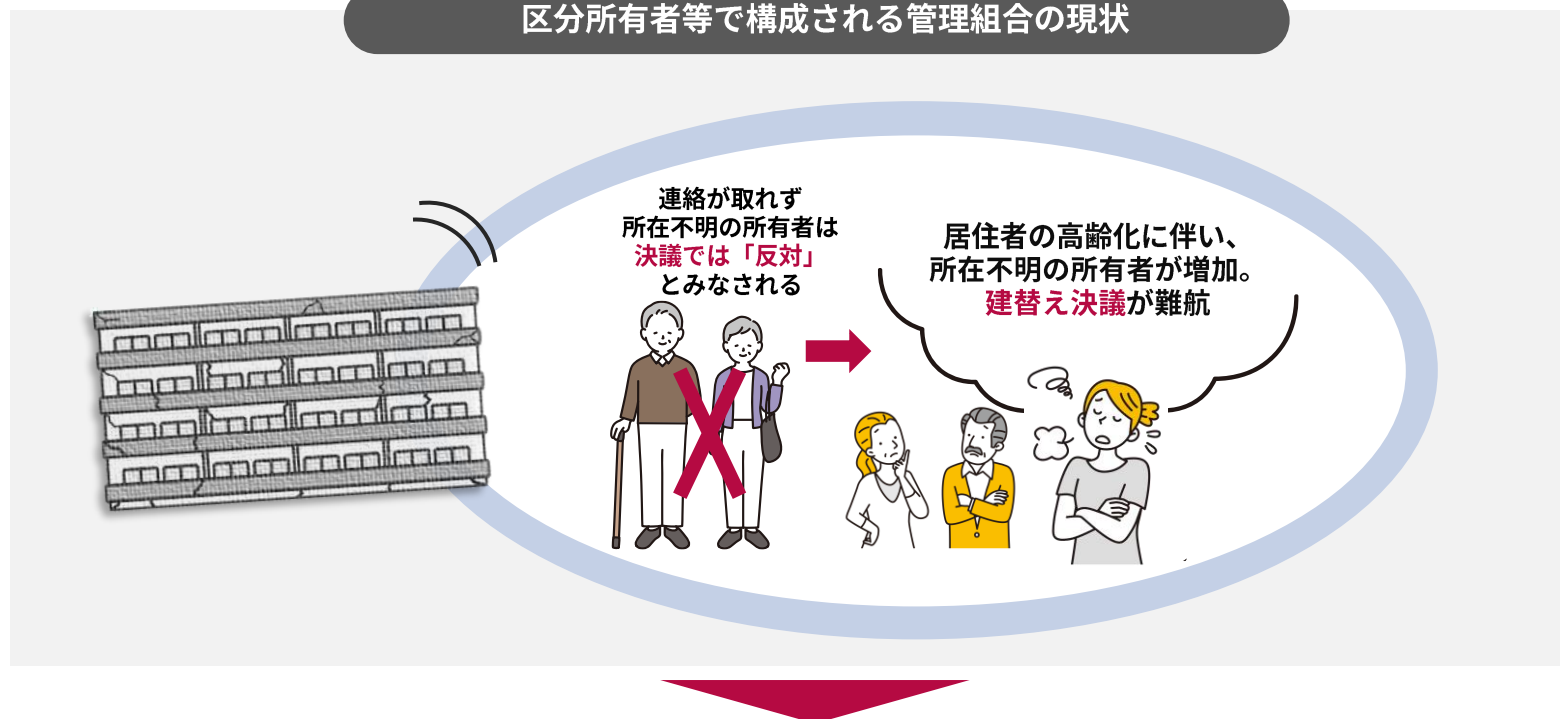 区分所有者等で構成される管理組合の現状
連絡が取れず
所在不明の所有者は
決議では「反対」
とみなされる
居住者の高齢化に伴い、
所在不明の所有者が増加。
建替え決議が難航